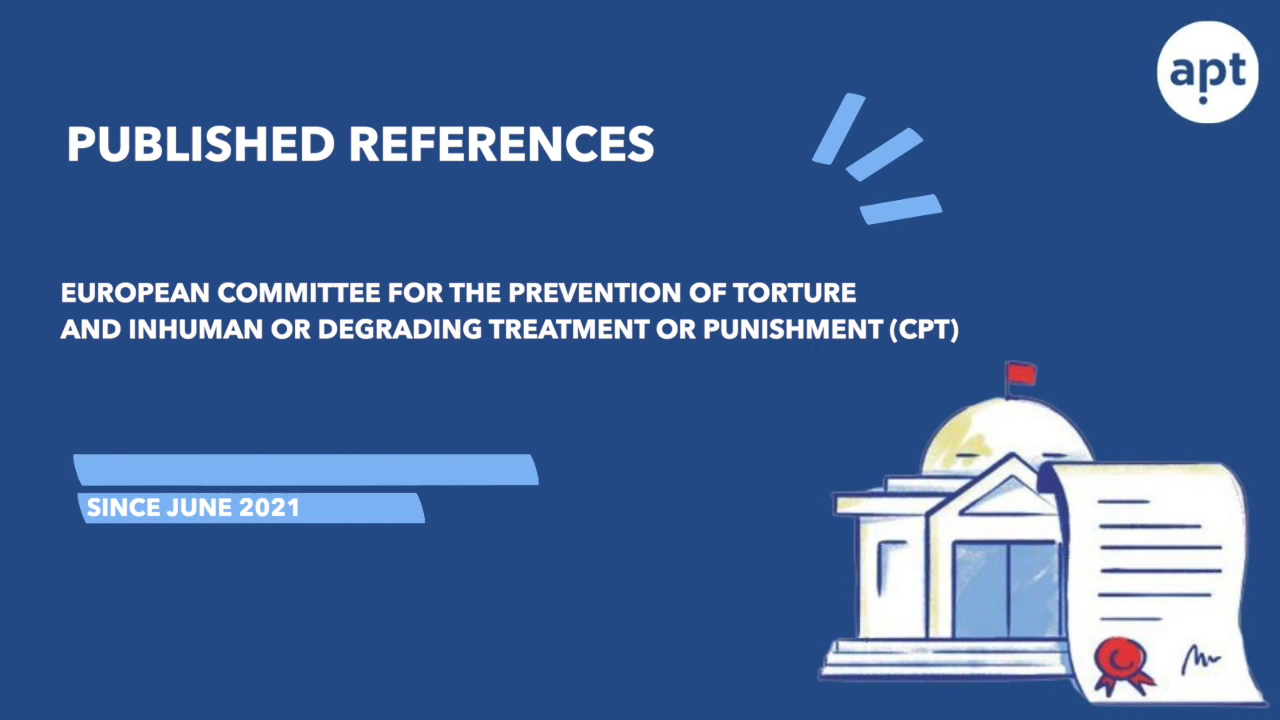 apt
PUBLISHED REFERENCES
EUROPEAN COMMITTEE FOR THE PREVENTION OF TORTURE
AND INHUMAN OR DEGRADING TREATMENT OR PUNISHMENT (CPT)
SINCE JUNE 2021